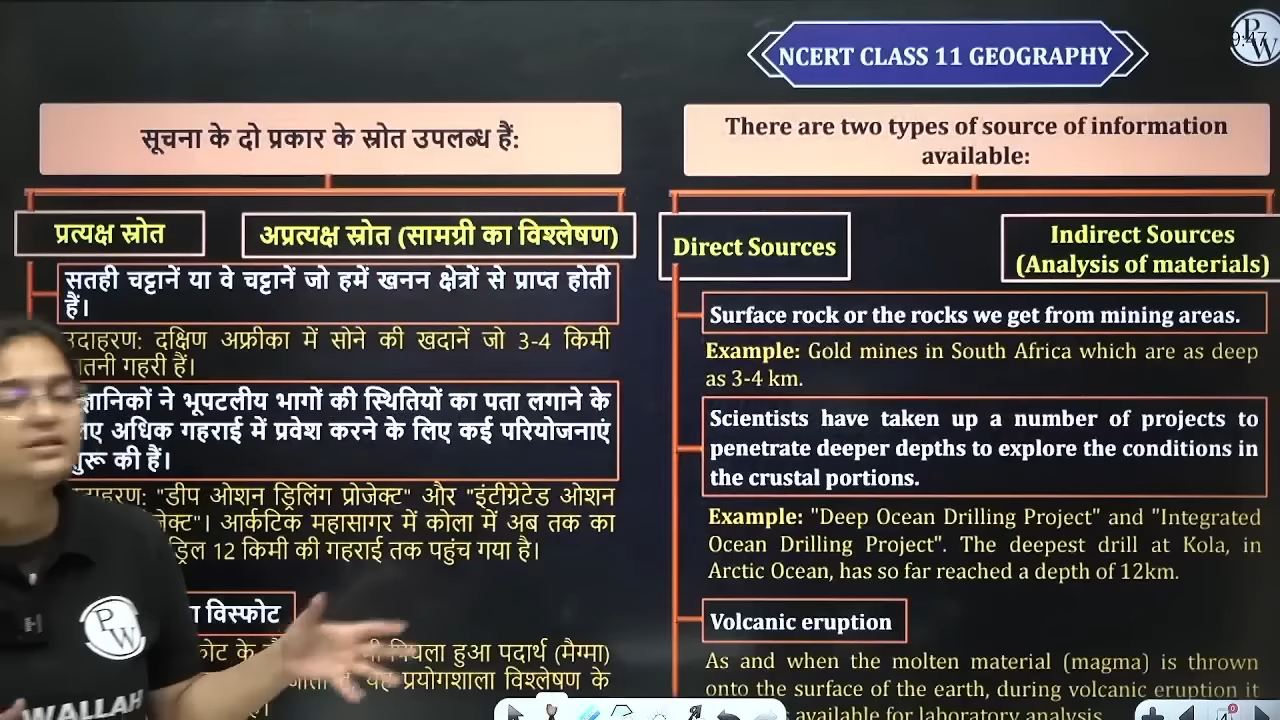 NCERT CLASS 11 GEOGRAPHY
PW
9:47
सूचना के दो प्रकार के स्रोत उपलब्ध हैं:
प्रत्यक्ष स्रोत
अप्रत्यक्ष स्रोत (सामग्री का विश्लेषण)
सतही चट्टानें या वे चट्टानें जो हमें खनन क्षेत्रों से प्राप्त होती
हैं।
उदाहरण: दक्षिण अफ्रीका में सोने की खदानें जो 3-4 किमी
गहरी हैं।
ने भूपटलीय भागों की स्थितियों का पता लगाने के
अधिक गहराई में प्रवेश करने के लिए कई परियोजनाएं
की हैं।
"डीप ओशन ड्रिलिंग प्रोजेक्ट" और "इंटीग्रेटेड ओशन
आर्कटिक महासागर में कोला में अब तक का
ड्रिल 12 किमी की गहराई तक पहुंच गया है।
विस्फोट
के
हुआ पदार्थ (मैग्मा)
यह प्रयोगशाला विश्लेषण के
There are two types of source of information
available:
Direct Sources
Indirect Sources
(Analysis of materials)
Surface rock or the rocks we get from mining areas.
Example: Gold mines in South Africa which are as deep
as 3-4 km.
Scientists have taken up a number of projects to
penetrate deeper depths to explore the conditions in
the crustal portions.
Example: "Deep Ocean Drilling Project" and "Integrated
Ocean Drilling Project". The deepest drill at Kola, in
Arctic Ocean, has so far reached a depth of 12km.
Volcanic eruption
As and when the molten material (magma) is thrown
onto the surface of the earth, during volcanic eruption it
available for laboratory analysis.
PW
WALLAH